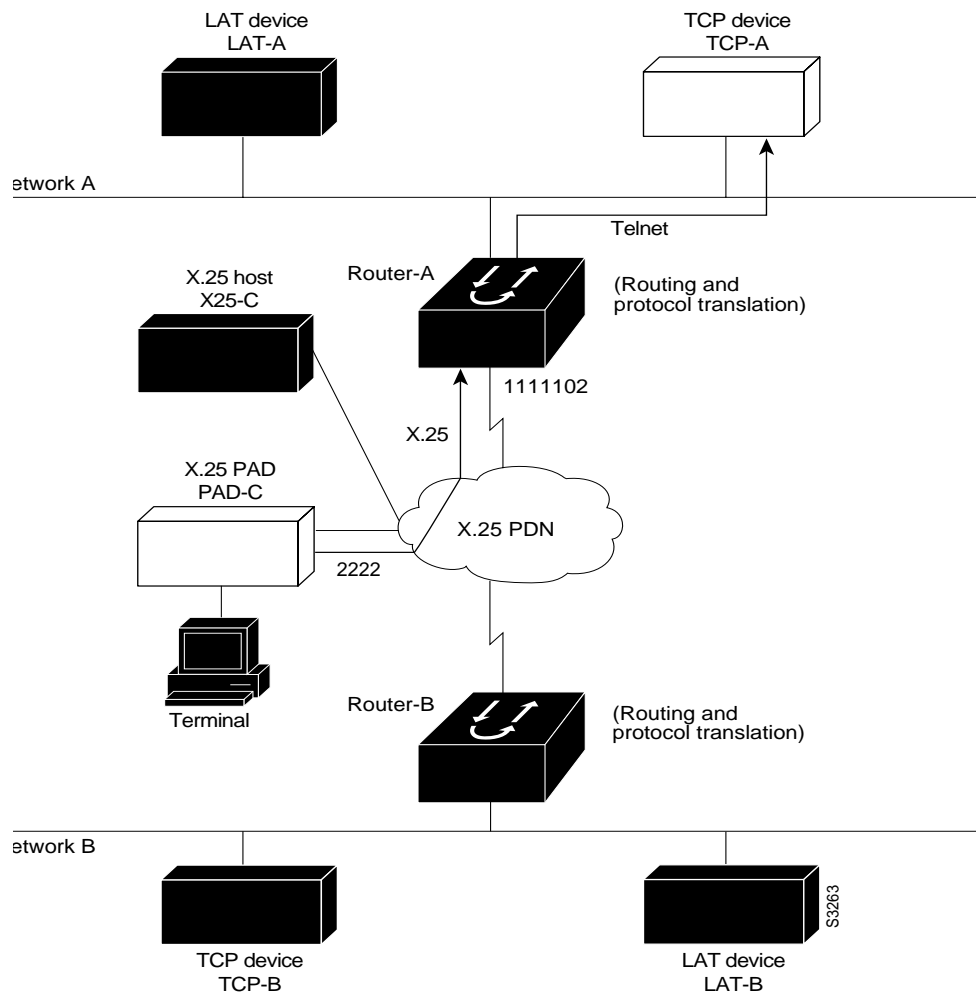 LAT device
LAT-A
TCP device
TCP-A
etwork A
Telnet
Router-A
(Routing and
protocol translation)
X.25 host
X25-C
1111102
X.25
X.25 PAD
PAD-C
X.25 PDN
2222
Terminal
Router-B
(Routing and
protocol translation)
etwork B
TCP device
TCP-B
LAT device
LAT-B
S3263